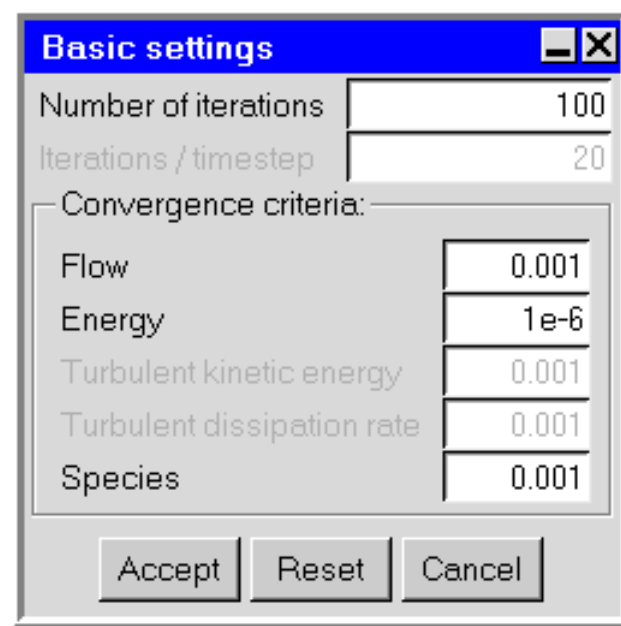 Basic settings
Number of iterations 100
Iterations / timestep 20
Convergence criteria:
Flow 0.001
Energy 1e-6
Turbulent kinetic energy 0.001
Turbulent dissipation rate 0.001
Species 0.001
Accept Reset Cancel